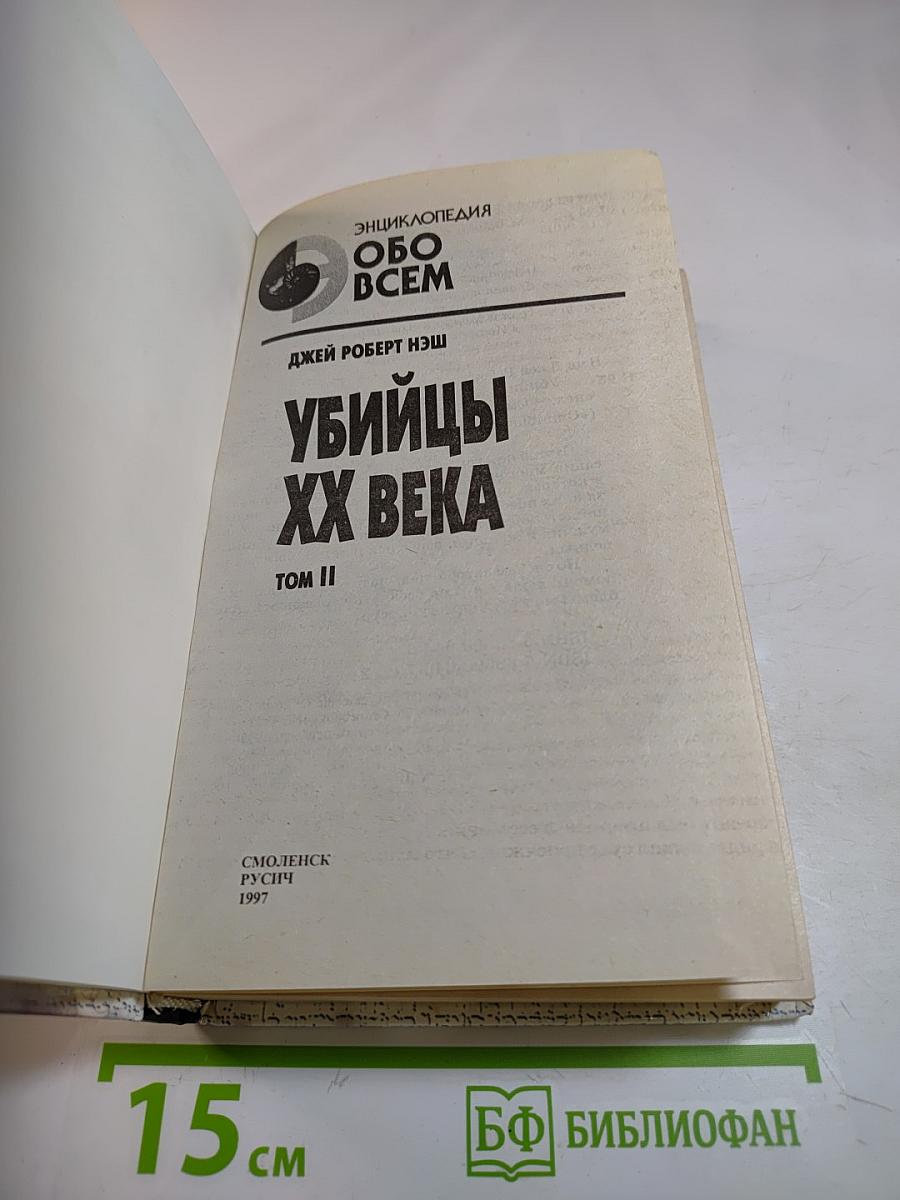 ЭНЦИКЛОПЕДИЯ
ОБО
ВСЕМ
ДЖЕЙ РОБЕРТ НЭШ
УБИЙЦЫ
XX ВЕКА
ТОМ II
СМОЛЕНСК
РУСИЧ
1997
15 см
БФ БИБЛИОФАН